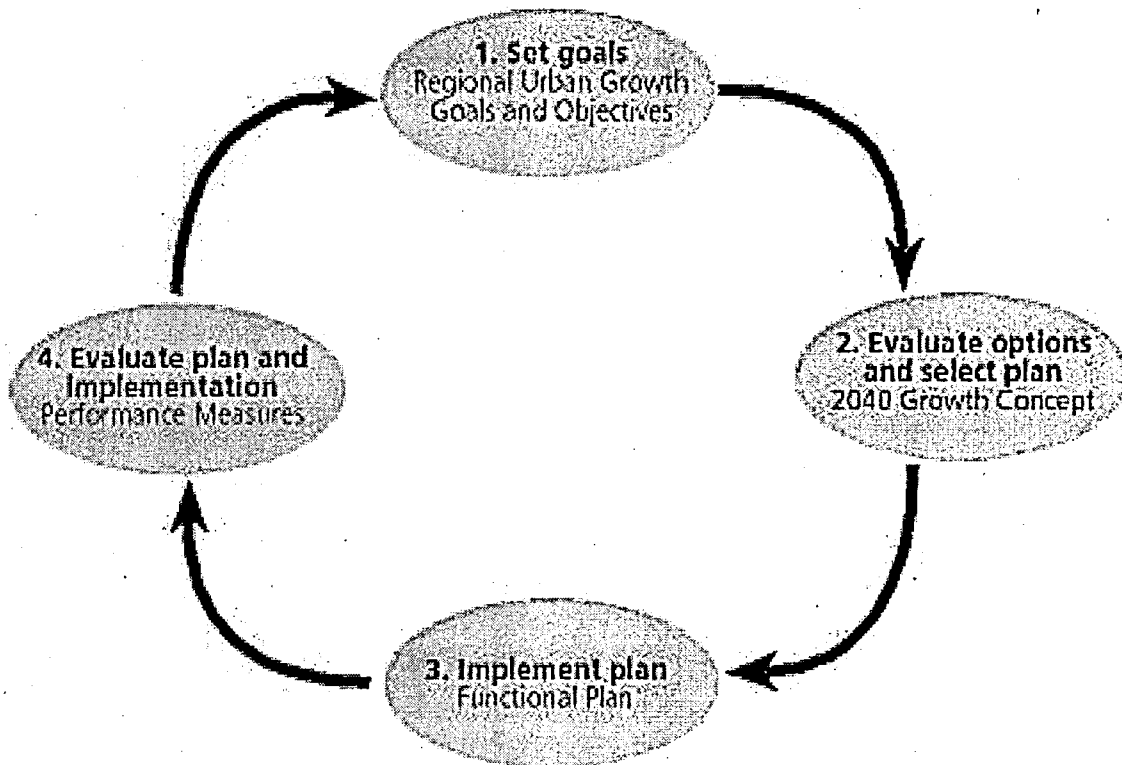 1. Set goals
Regional Urban Growth
Goals and Objectives
2. Evaluate options
and select plan
2040 Growth Concept
3. Implement plan
Functional Plan
4. Evaluate plan and
Implementation
Performance Measures